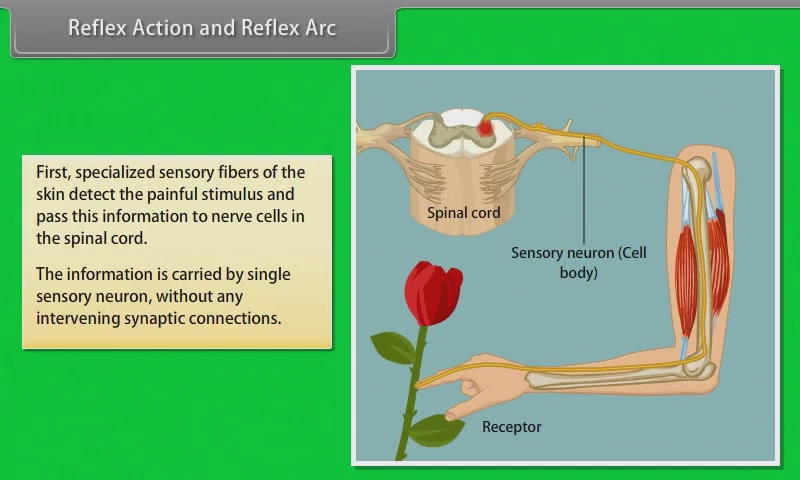 Reflex Action and Reflex Arc
First, specialized sensory fibers of the
skin detect the painful stimulus and
pass this information to nerve cells in
the spinal cord.
The information is carried by single
sensory neuron, without any
intervening synaptic connections.
Spinal cord
Sensory neuron (Cell
body)
Receptor